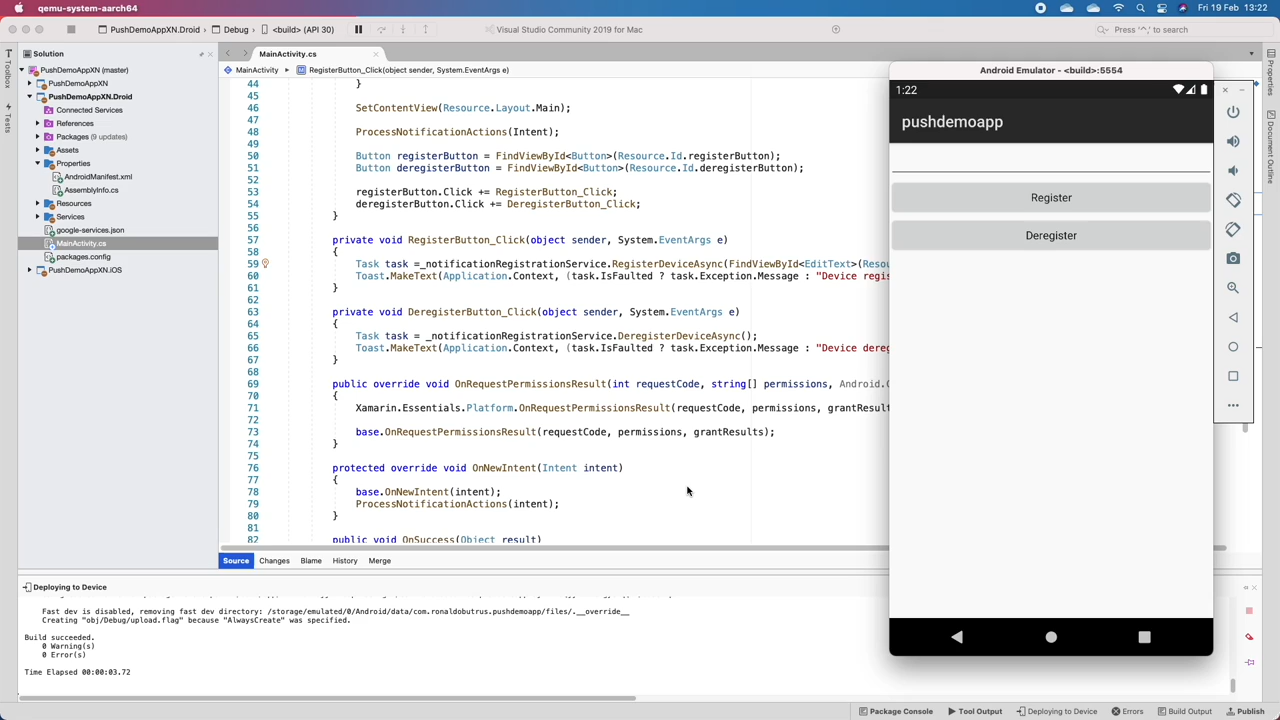 qemu-system-aarch64
Fri 19 Feb 13:22
PushDemoAppXN.Droid > Debug > <build> (API 30)
Visual Studio Community 2019 for Mac
Press '^,' to search
Toolbox
Tests
Solution
PushDemoAppXN (master)
PushDemoAppXN
PushDemoAppXN.Droid
Connected Services
References
Packages (9 updates)
Assets
Properties
AndroidManifest.xml
AssemblyInfo.cs
Resources
Services
google-services.json
MainActivity.cs
packages.config
PushDemoAppXN.iOS
MainActivity.cs
MainActivity
RegisterButton_Click(object sender, System.EventArgs e)
44 }
45
46 SetContentView(Resource.Layout.Main);
47
48 ProcessNotificationActions(Intent);
49
50 Button registerButton = FindViewById<Button>(Resource.Id.registerButton);
51 Button deregisterButton = FindViewById<Button>(Resource.Id.deregisterButton);
52
53 registerButton.Click += RegisterButton_Click;
54 deregisterButton.Click += DeregisterButton_Click;
55 }
56
57 private void RegisterButton_Click(object sender, System.EventArgs e)
58 {
59 Task task =_notificationRegistrationService.RegisterDeviceAsync(FindViewById<EditText>(Resou
60 Toast.MakeText(Application.Context, (task.IsFaulted ? task.Exception.Message : "Device regis
61 }
62
63 private void DeregisterButton_Click(object sender, System.EventArgs e)
64 {
65 Task task = _notificationRegistrationService.DeregisterDeviceAsync();
66 Toast.MakeText(Application.Context, (task.IsFaulted ? task.Exception.Message : "Device dereg
67 }
68
69 public override void OnRequestPermissionsResult(int requestCode, string[] permissions, Android.C
70 {
71 Xamarin.Essentials.Platform.OnRequestPermissionsResult(requestCode, permissions, grantResult
72
73 base.OnRequestPermissionsResult(requestCode, permissions, grantResults);
74 }
75
76 protected override void OnNewIntent(Intent intent)
77 {
78 base.OnNewIntent(intent);
79 ProcessNotificationActions(intent);
80 }
81
82 public void OnSuccess(Object result)
Source Changes Blame History Merge
Deploying to Device
Fast dev is disabled, removing fast dev directory: /storage/emulated/0/Android/data/com.ronaldobutrus.pushdemoapp/files/.__override__
Creating "obj/Debug/upload.flag" because "AlwaysCreate" was specified.
Build succeeded.
0 Warning(s)
0 Error(s)
Time Elapsed 00:00:03.72
Android Emulator - <build>:5554
1:22
pushdemoapp
Register
Deregister
Properties
Document Outline
Package Console Tool Output Deploying to Device Errors Build Output Publish